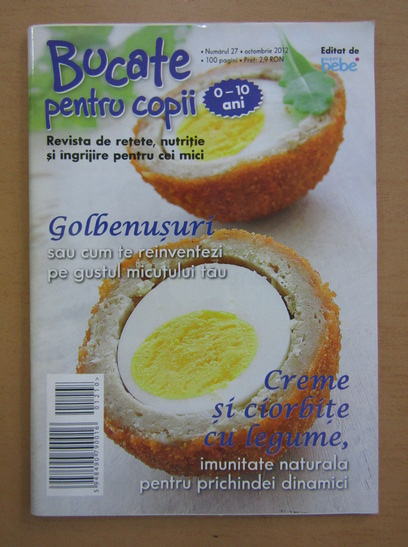 Bucate
pentru copii
0 – 10
ani
• Numărul 27 • octombrie 2012
• 100 pagini • Preț: 2,9 RON
Editat de
bebe
Revista de rețete, nutriție
și îngrijire pentru cei mici
Golbenușuri
sau cum te reinventezi
pe gustul micuțului tău
Creme
și ciorbițe
cu legume,
imunitate naturala
pentru prichindei dinamici